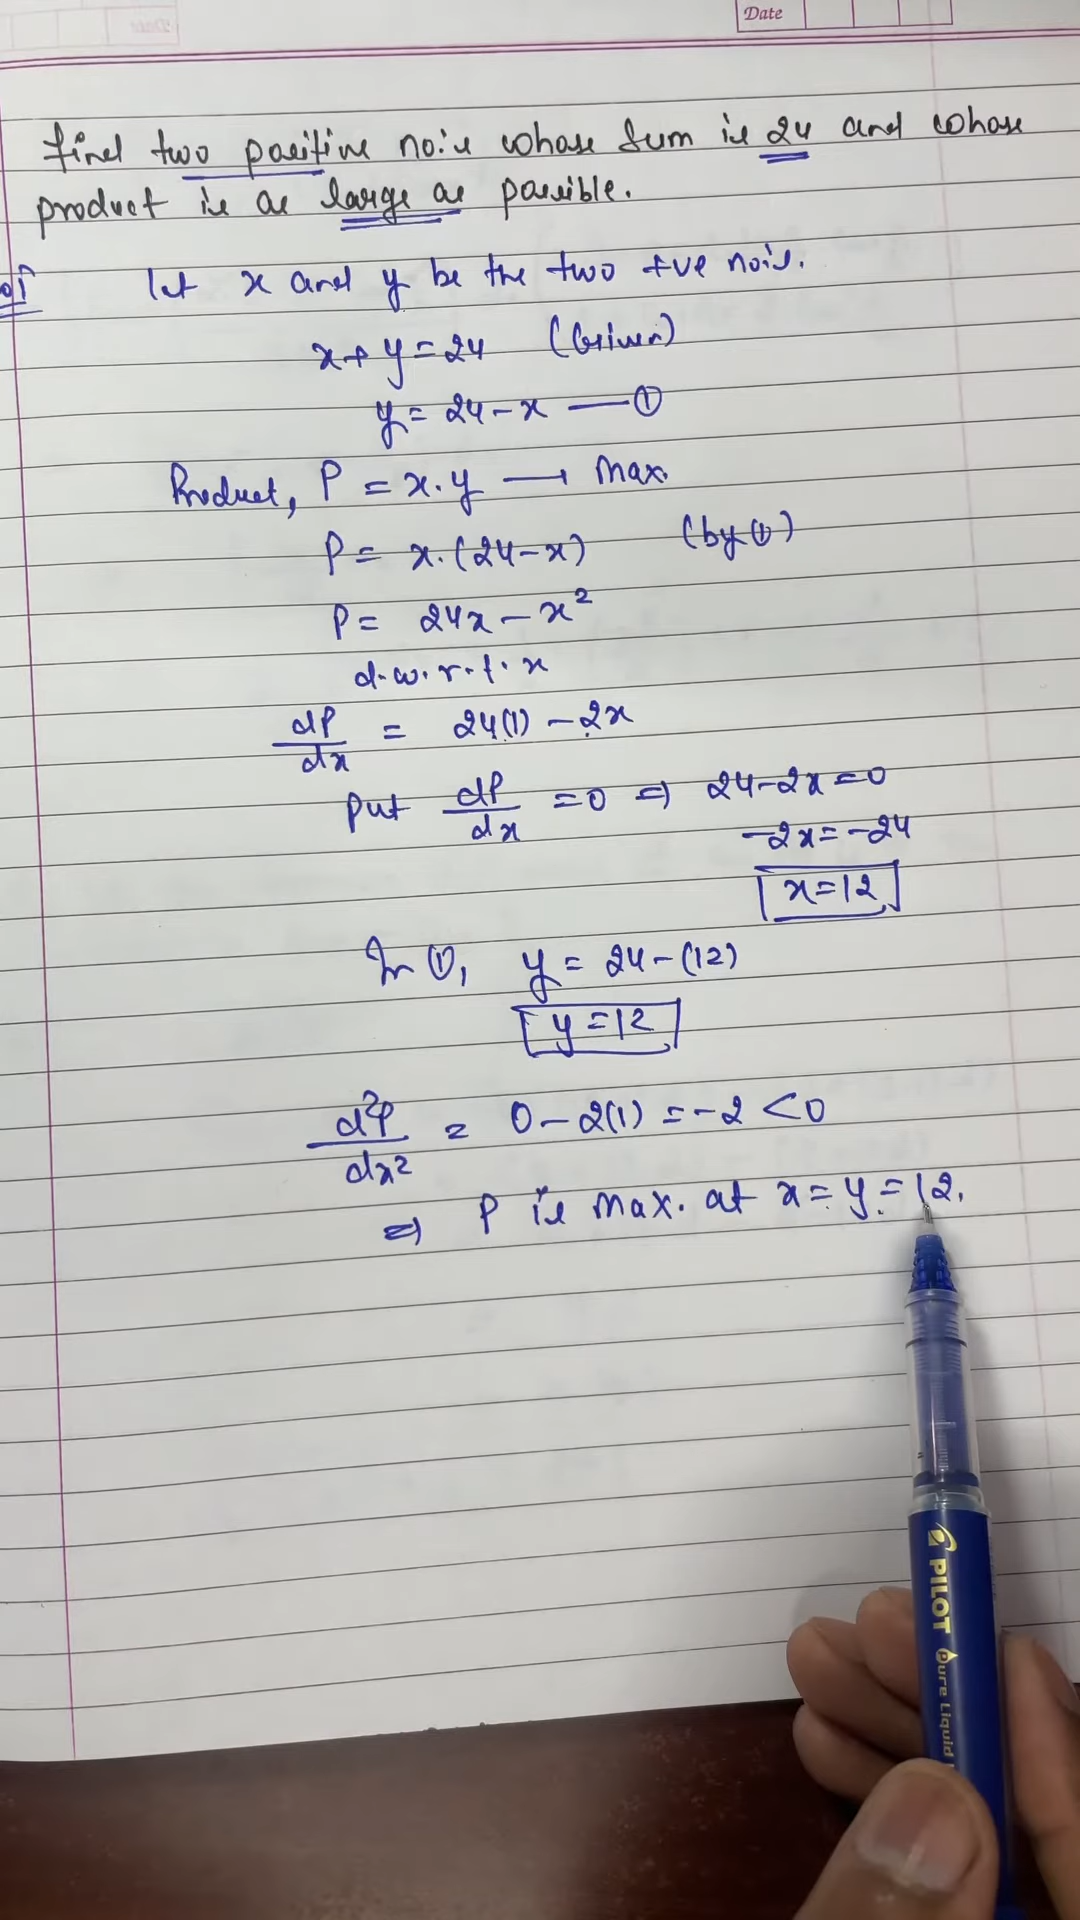 Date
find two positive no.'s whose sum is 24 and whose
product is as large as possible.
Sol
let x and y be the two +ve no.s.
x + y = 24 (Given)
y = 24 - x — ①
Product, P = x.y → Max.
P = x.(24-x) (by ①)
P = 24x - x²
d.w.r.t. x
dP/dx = 24(1) - 2x
Put dP/dx = 0 ⇒ 24-2x=0
-2x = -24
x=12
In ①, y = 24-(12)
y = 12
d²P/dx² = 0-2(1) = -2 < 0
⇒ P is max. at x = y = 12.
PILOT Pure Liquid